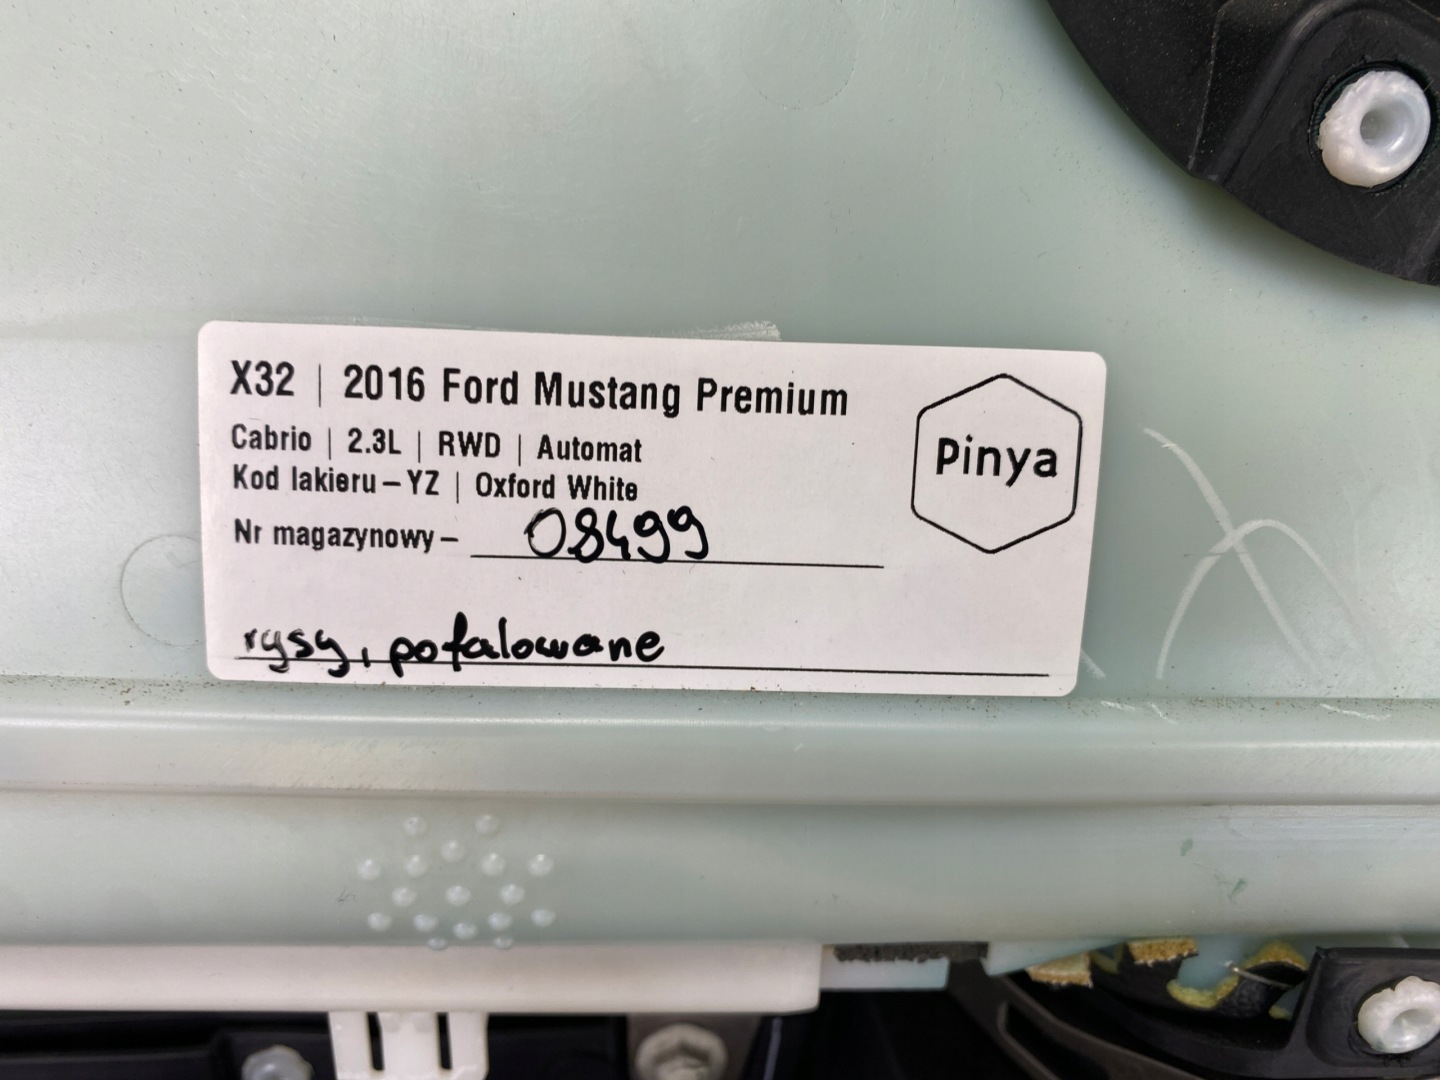 X32 | 2016 Ford Mustang Premium
Cabrio | 2.3L | RWD | Automat
Kod lakieru – YZ | Oxford White
Nr magazynowy – 08499
rysy, pofalowane
Pinya